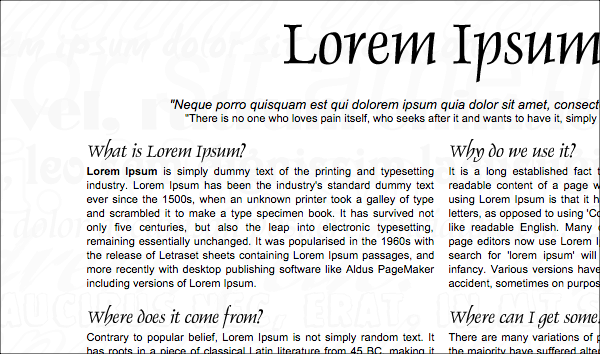 Lorem Ipsum
"Neque porro quisquam est qui dolorem ipsum quia dolor sit amet,
"There is no one who loves pain itself, who seeks after it and wants to have it, simply
What is Lorem Ipsum?
Lorem Ipsum is simply dummy text of the printing and typesetting
industry. Lorem Ipsum has been the industry's standard dummy text
ever since the 1500s, when an unknown printer took a galley of type
and scrambled it to make a type specimen book. It has survived not
only five centuries, but also the leap into electronic typesetting,
remaining essentially unchanged. It was popularised in the 1960s with
the release of Letraset sheets containing Lorem Ipsum passages, and
more recently with desktop publishing software like Aldus PageMaker
including versions of Lorem Ipsum.
Why do we use it?
It is a long established fact
readable content of a page
using Lorem Ipsum is that it
letters, as opposed to using
like readable English. Many
page editors now use Lorem
search for 'lorem ipsum' will
infancy. Various versions have
accident, sometimes on
Where does it come from?
Contrary to popular belief, Lorem Ipsum is not simply random text. It
has roots in a piece of classical Latin literature from 45 BC, making it
Where can I get some
There are many variations of
the majority have suffered